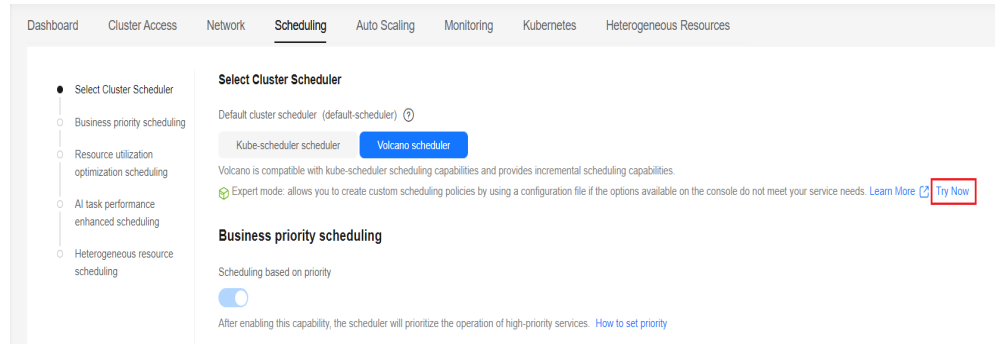 Dashboard Cluster Access Network Scheduling Auto Scaling Monitoring Kubernetes Heterogeneous Resources
Select Cluster Scheduler
Business priority scheduling
Resource utilization
optimization scheduling
AI task performance
enhanced scheduling
Heterogeneous resource
scheduling
Select Cluster Scheduler
Default cluster scheduler (default-scheduler) ?
Kube-scheduler scheduler Volcano scheduler
Volcano is compatible with kube-scheduler scheduling capabilities and provides incremental scheduling capabilities.
Expert mode: allows you to create custom scheduling policies by using a configuration file if the options available on the console do not meet your service needs. Learn More Try Now
Business priority scheduling
Scheduling based on priority
After enabling this capability, the scheduler will prioritize the operation of high-priority services. How to set priority